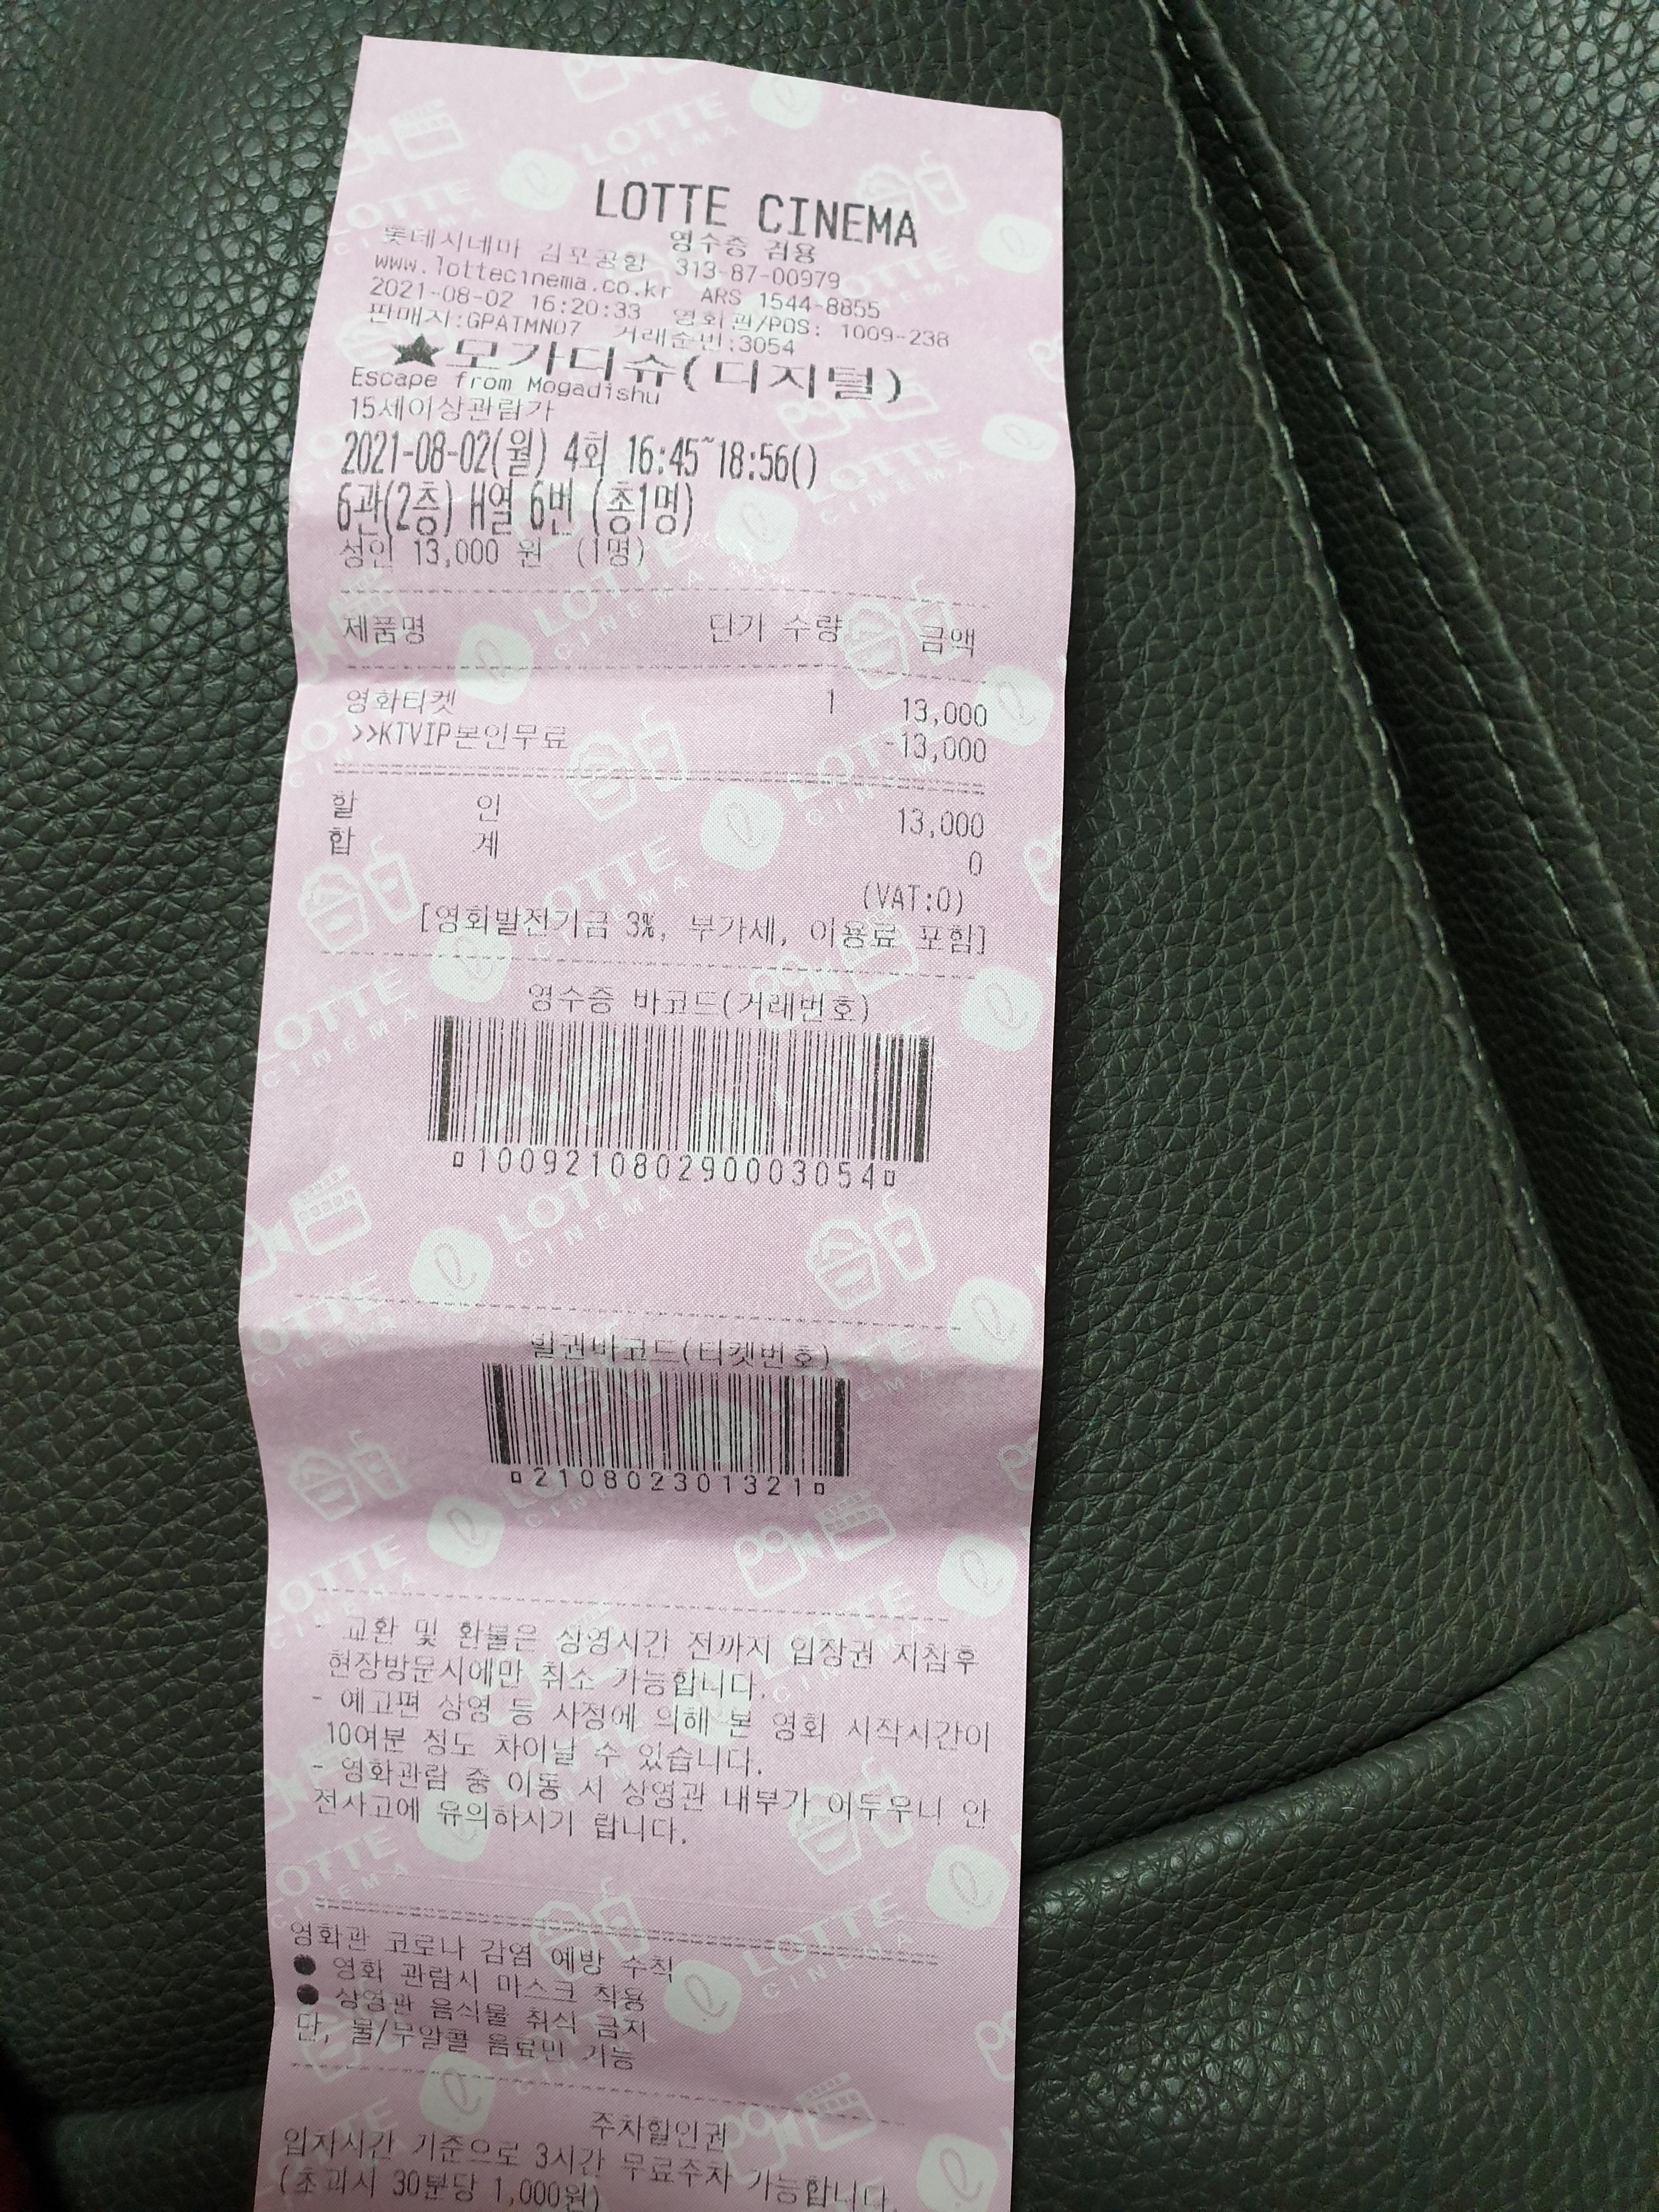 LOTTE CINEMA
영수증 겸용
롯데시네마 김포공항 313-87-00979
www.lottecinema.co.kr ARS 1544-8855
2021-08-02 16:20:33 영화관/POS: 1009-238
판매지:GPATMN07 거래순번:3054
★모가디슈(디지털)
Escape from Mogadishu
15세이상관람가
2021-08-02(월) 4회 16:45~18:56()
6관(2층) H열 6번 (총1명)
성인 13,000 원 (1명)
제품명 단가 수량 금액
영화티켓 1 13,000
>>KTVIP본인무료 -13,000
할 인 13,000
합 계 0
(VAT:0)
[영화발전기금 3%, 부가세, 이용료 포함]
영수증 바코드(거래번호)
¤1009210802900003054¤
발권바코드(티켓번호)
¤210802301321¤
- 교환 및 환불은 상영시간 전까지 입장권 지참후
현장방문시에만 취소 가능합니다.
- 예고편 상영 등 사정에 의해 본 영화 시작시간이
10여분 정도 차이날 수 있습니다.
- 영화관람 중 이동 시 상영관 내부가 어두우니 안
전사고에 유의하시기 랍니다.
영화관 코로나 감염 예방 수칙
● 영화 관람시 마스크 착용
● 상영관 음식물 취식 금지
단, 물/무알콜 음료만 가능
주차할인권
입차시간 기준으로 3시간 무료주차 가능합니다.
(초과시 30분당 1,000원)